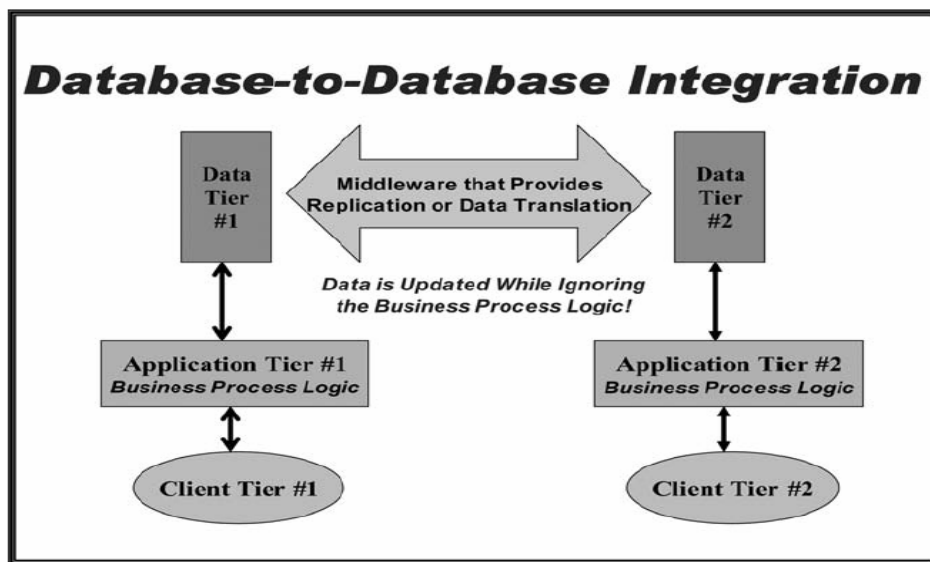 Database-to-Database Integration
Data
Tier
#1
Middleware that Provides
Replication or Data Translation
Data
Tier
#2
Data is Updated While Ignoring
the Business Process Logic!
Application Tier #1
Business Process Logic
Application Tier #2
Business Process Logic
Client Tier #1
Client Tier #2